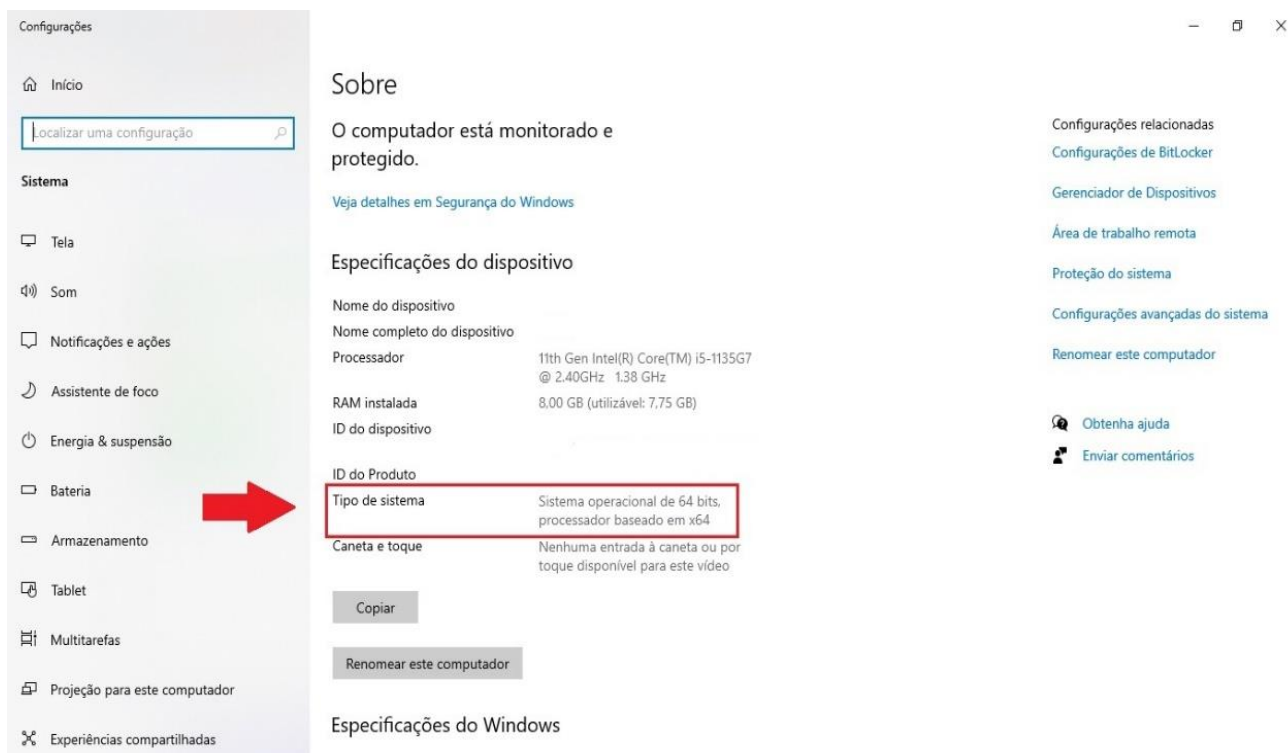 Configurações
Início
Localizar uma configuração
Sistema
Tela
Som
Notificações e ações
Assistente de foco
Energia & suspensão
Bateria
Armazenamento
Tablet
Multitarefas
Projeção para este computador
Experiências compartilhadas
Sobre
O computador está monitorado e
protegido.
Veja detalhes em Segurança do Windows
Especificações do dispositivo
Nome do dispositivo
Nome completo do dispositivo
Processador 11th Gen Intel(R) Core(TM) i5-1135G7
@ 2.40GHz 1.38 GHz
RAM instalada 8,00 GB (utilizável: 7,75 GB)
ID do dispositivo
ID do Produto
Tipo de sistema Sistema operacional de 64 bits,
processador baseado em x64
Caneta e toque Nenhuma entrada à caneta ou por
toque disponível para este vídeo
Copiar
Renomear este computador
Especificações do Windows
Configurações relacionadas
Configurações de BitLocker
Gerenciador de Dispositivos
Área de trabalho remota
Proteção do sistema
Configurações avançadas do sistema
Renomear este computador
Obtenha ajuda
Enviar comentários